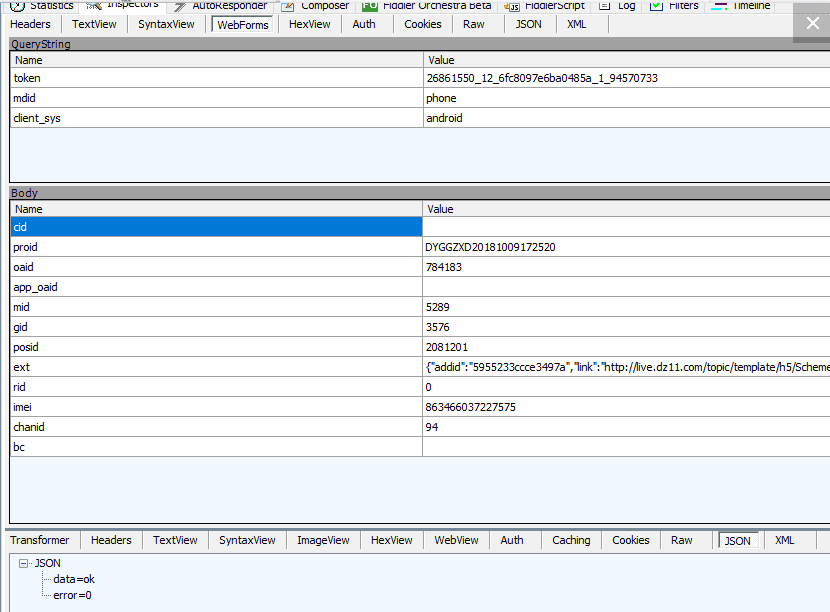 Statistics Inspectors AutoResponder Composer FO Fiddler Orchestra Beta JS FiddlerScript Log Filters Timeline
Headers TextView SyntaxView WebForms HexView Auth Cookies Raw JSON XML
QueryString
Name Value
token 26861550_12_6fc8097e6ba0485a_1_94570733
mdid phone
client_sys android
Body
Name Value
cid
proid DYGGZXD20181009172520
oaid 784183
app_oaid
mid 5289
gid 3576
posid 2081201
ext {"addid":"5955233ccce3497a","link":"http://live.dz11.com/topic/template/h5/Scheme
rid 0
imei 863466037227575
chanid 94
bc
Transformer Headers TextView SyntaxView ImageView HexView WebView Auth Caching Cookies Raw JSON XML
JSON
data=ok
error=0